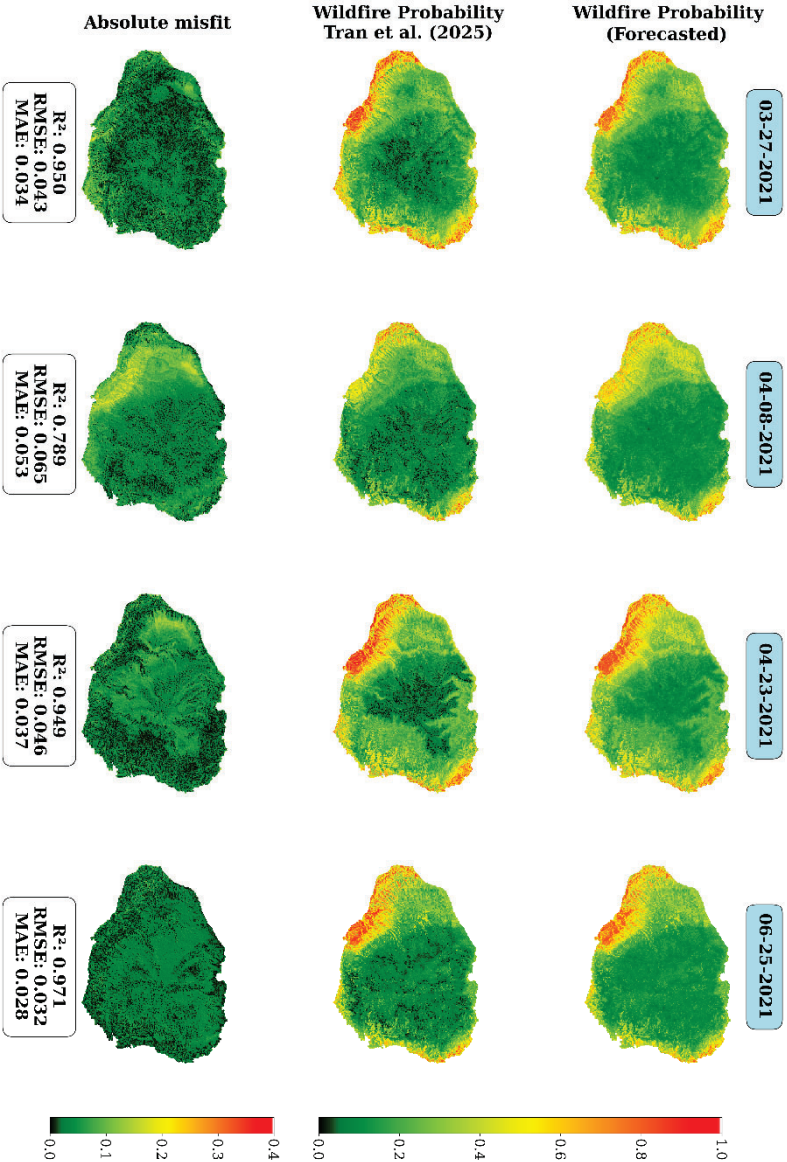 03-27-2021
04-08-2021
04-23-2021
06-25-2021
Wildfire Probability
(Forecasted)
Wildfire Probability
Tran et al. (2025)
Absolute misfit
R²: 0.950
RMSE: 0.043
MAE: 0.034
R²: 0.789
RMSE: 0.065
MAE: 0.053
R²: 0.949
RMSE: 0.046
MAE: 0.037
R²: 0.971
RMSE: 0.032
MAE: 0.028
1.0
0.8
0.6
0.4
0.2
0.0
0.4
0.3
0.2
0.1
0.0